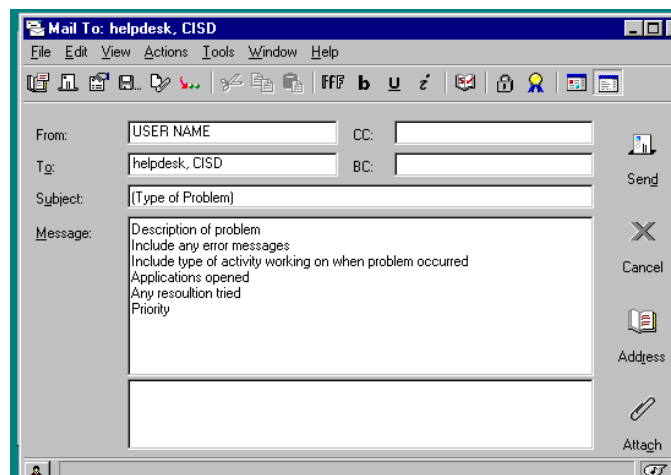 Mail To: helpdesk, CISD
File Edit View Actions Tools Window Help
FfF b u i
From: USER NAME CC:
To: helpdesk, CISD BC:
Subject: (Type of Problem)
Message: Description of problem
Include any error messages
Include type of activity working on when problem occurred
Applications opened
Any resoultion tried
Priority
Send
Cancel
Address
Attach